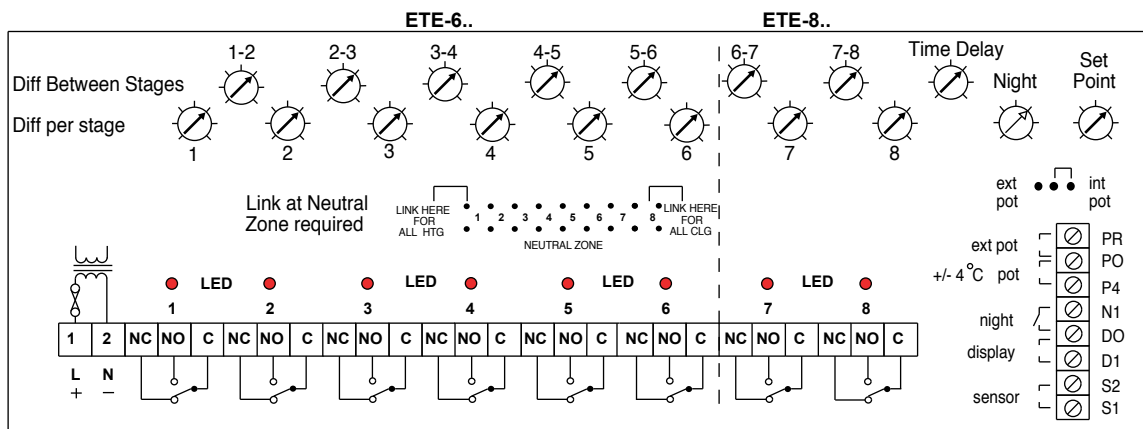 ETE-6.. ETE-8..
1-2 2-3 3-4 4-5 5-6 6-7 7-8 Time Delay
Diff Between Stages
Night
Set
Point
Diff per stage
1 2 3 4 5 6 7 8
Link at Neutral
Zone required
LINK HERE
FOR
ALL HTG
1 2 3 4 5 6 7 8
LINK HERE
FOR
ALL CLG
NEUTRAL ZONE
ext
pot
int
pot
ext pot
+/- 4°C pot
night
display
sensor
PR
PO
P4
N1
DO
D1
S2
S1
LED LED LED LED
1 2 3 4 5 6 7 8
1 2 NC NO C NC NO C NC NO C NC NO C NC NO C NC NO C NC NO C NC NO C
L N
+ −